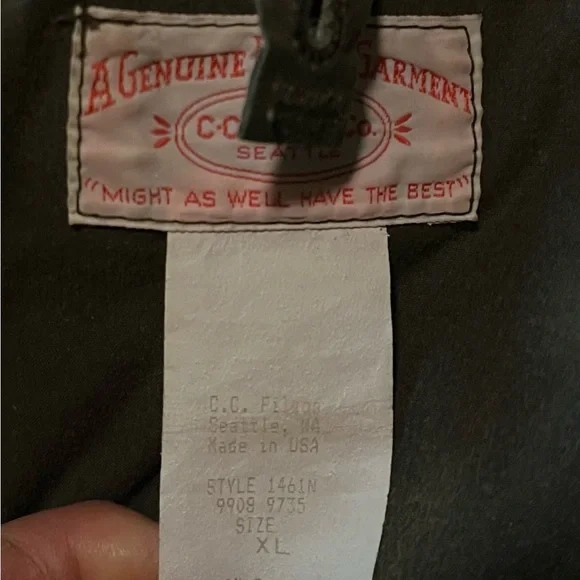 A GENUINE GARMENT
C.C. Co.
SEATTLE
"MIGHT AS WELL HAVE THE BEST"
C.C. Filson
Seattle, WA
Made in USA
STYLE 1461N
9908 9735
SIZE
XL